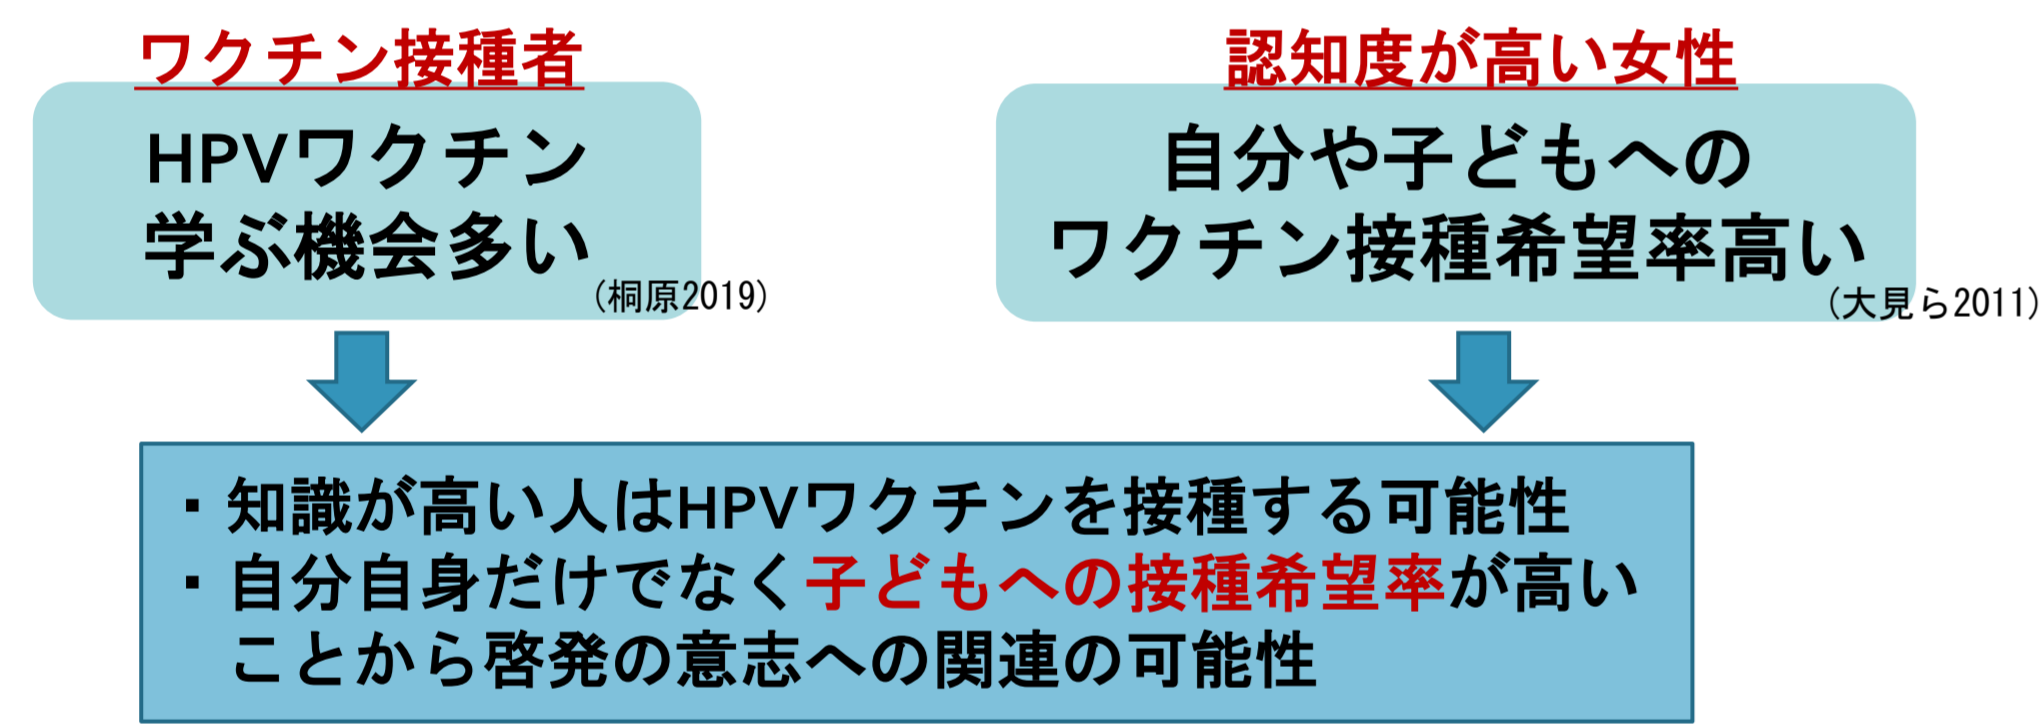 ワクチン接種者
HPVワクチン
学ぶ機会多い
(桐原2019)
認知度が高い女性
自分や子どもへの
ワクチン接種希望率高い
(大見ら2011)
・知識が高い人はHPVワクチンを接種する可能性
・自分自身だけでなく子どもへの接種希望率が高い
ことから啓発の意志への関連の可能性